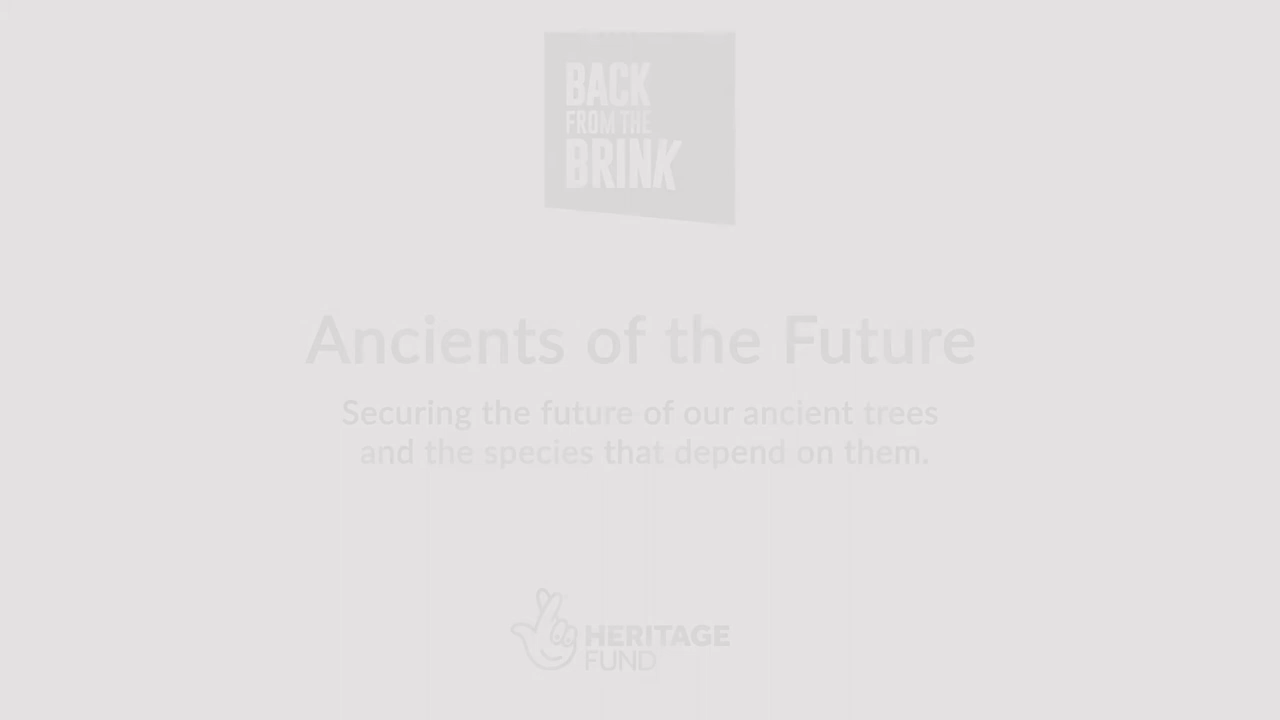 BACK
FROM THE
BRINK
Ancients of the Future
Securing the future of our ancient trees
and the species that depend on them.
HERITAGE
FUND